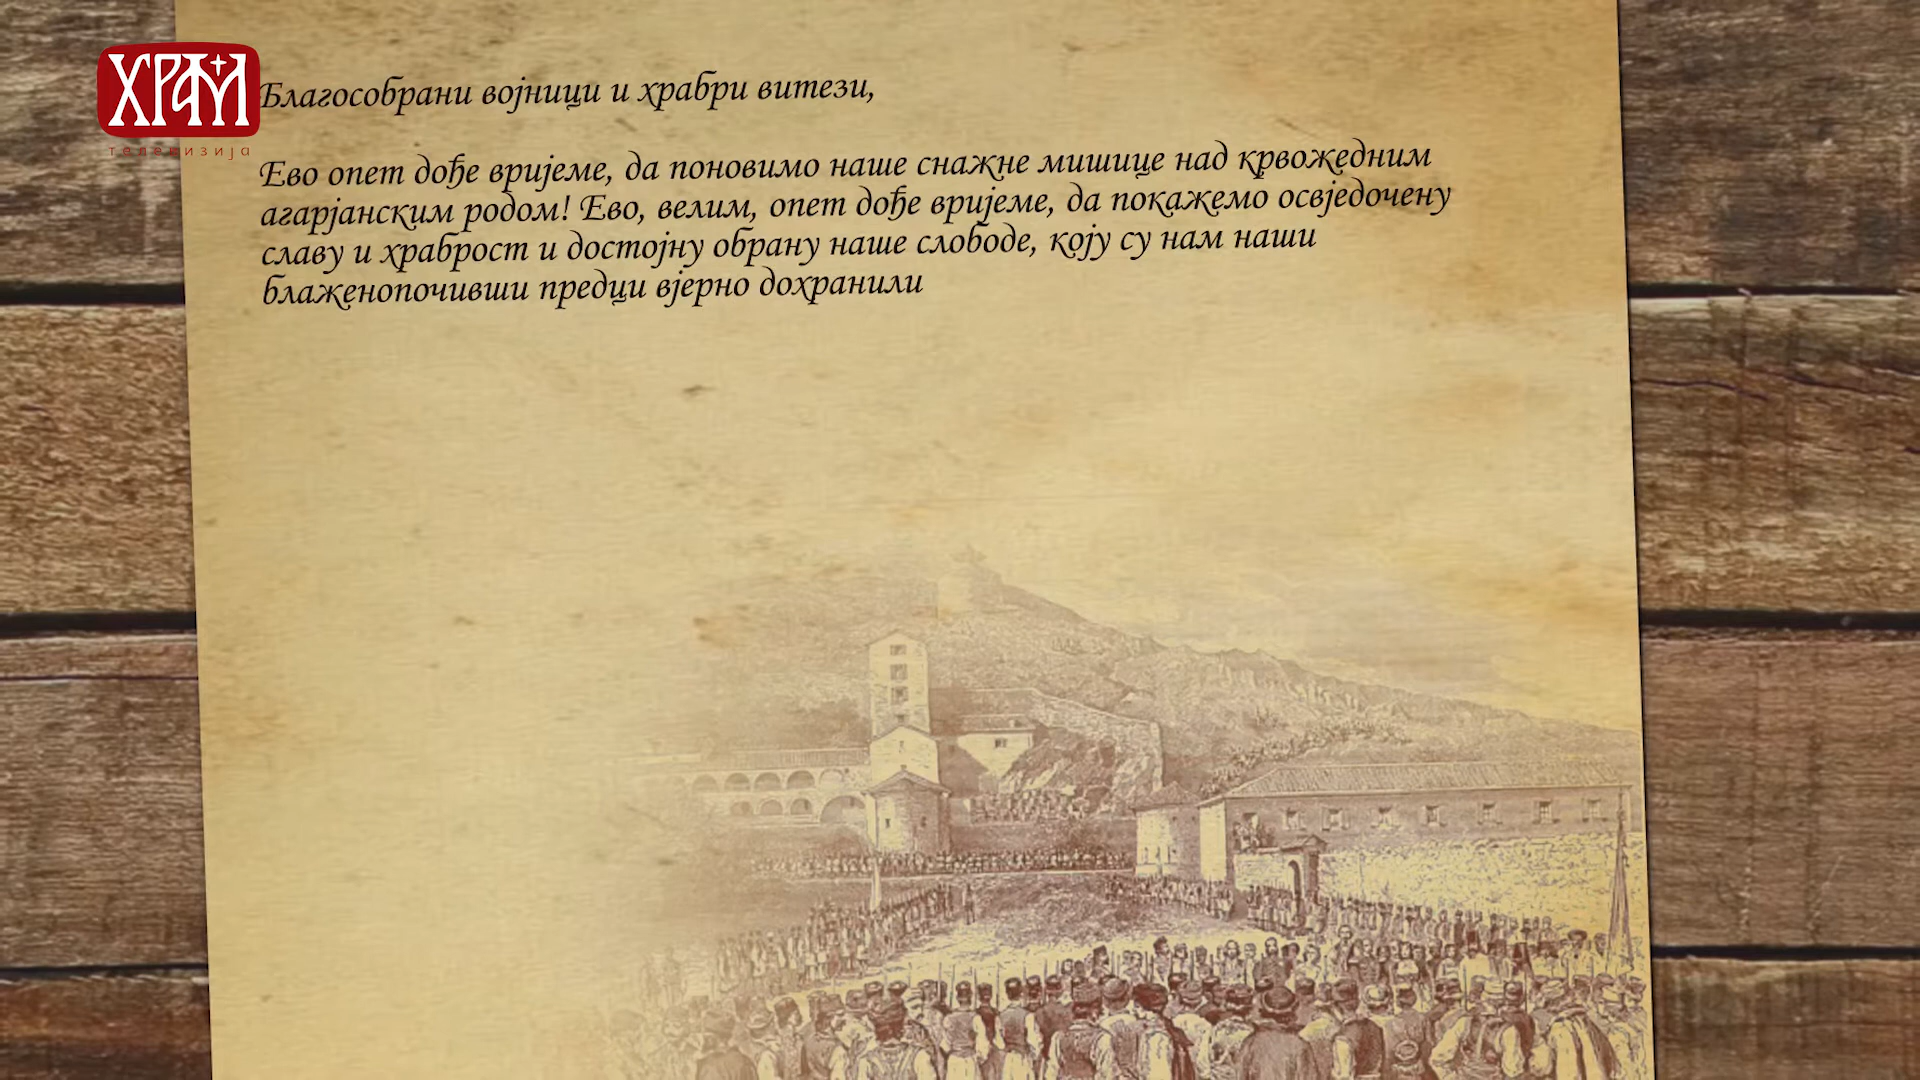 ХРАМ
телевизија
Благособрани војници и храбри витези,
Ево опет дође вријеме, да поновимо наше снажне мишице над крвожедним
агарјанским родом! Ево, велим, опет дође вријеме, да покажемо освједочену
славу и храброст и достојну обрану наше слободе, коју су нам наши
блаженопочивши предци вјерно дохранили